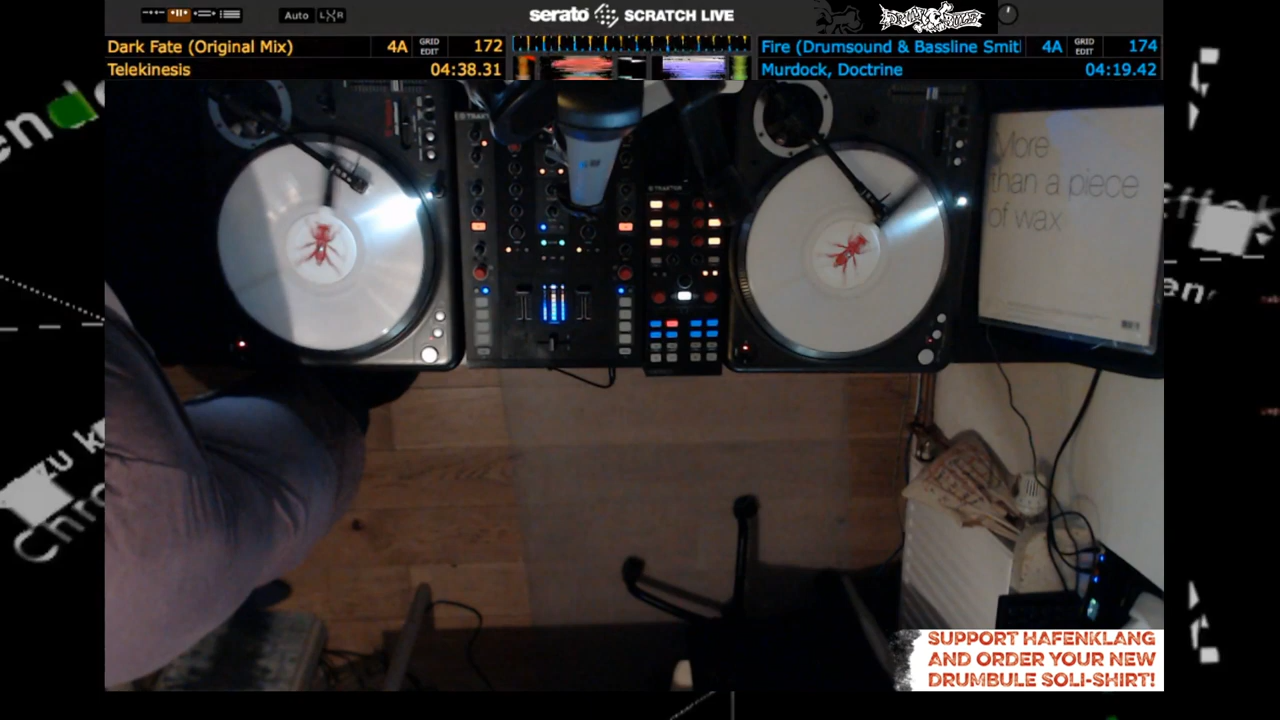 Auto
L R
serato
SCRATCH LIVE
Dark Fate (Original Mix)
4A
GRID EDIT
172
Telekinesis
04:38.31
Fire (Drumsound & Bassline Smit
4A
GRID EDIT
174
Murdock, Doctrine
04:19.42
More
than a piece
of wax
SUPPORT HAFENKLANG
AND ORDER YOUR NEW
DRUMBULE SOLI-SHIRT!
zu k